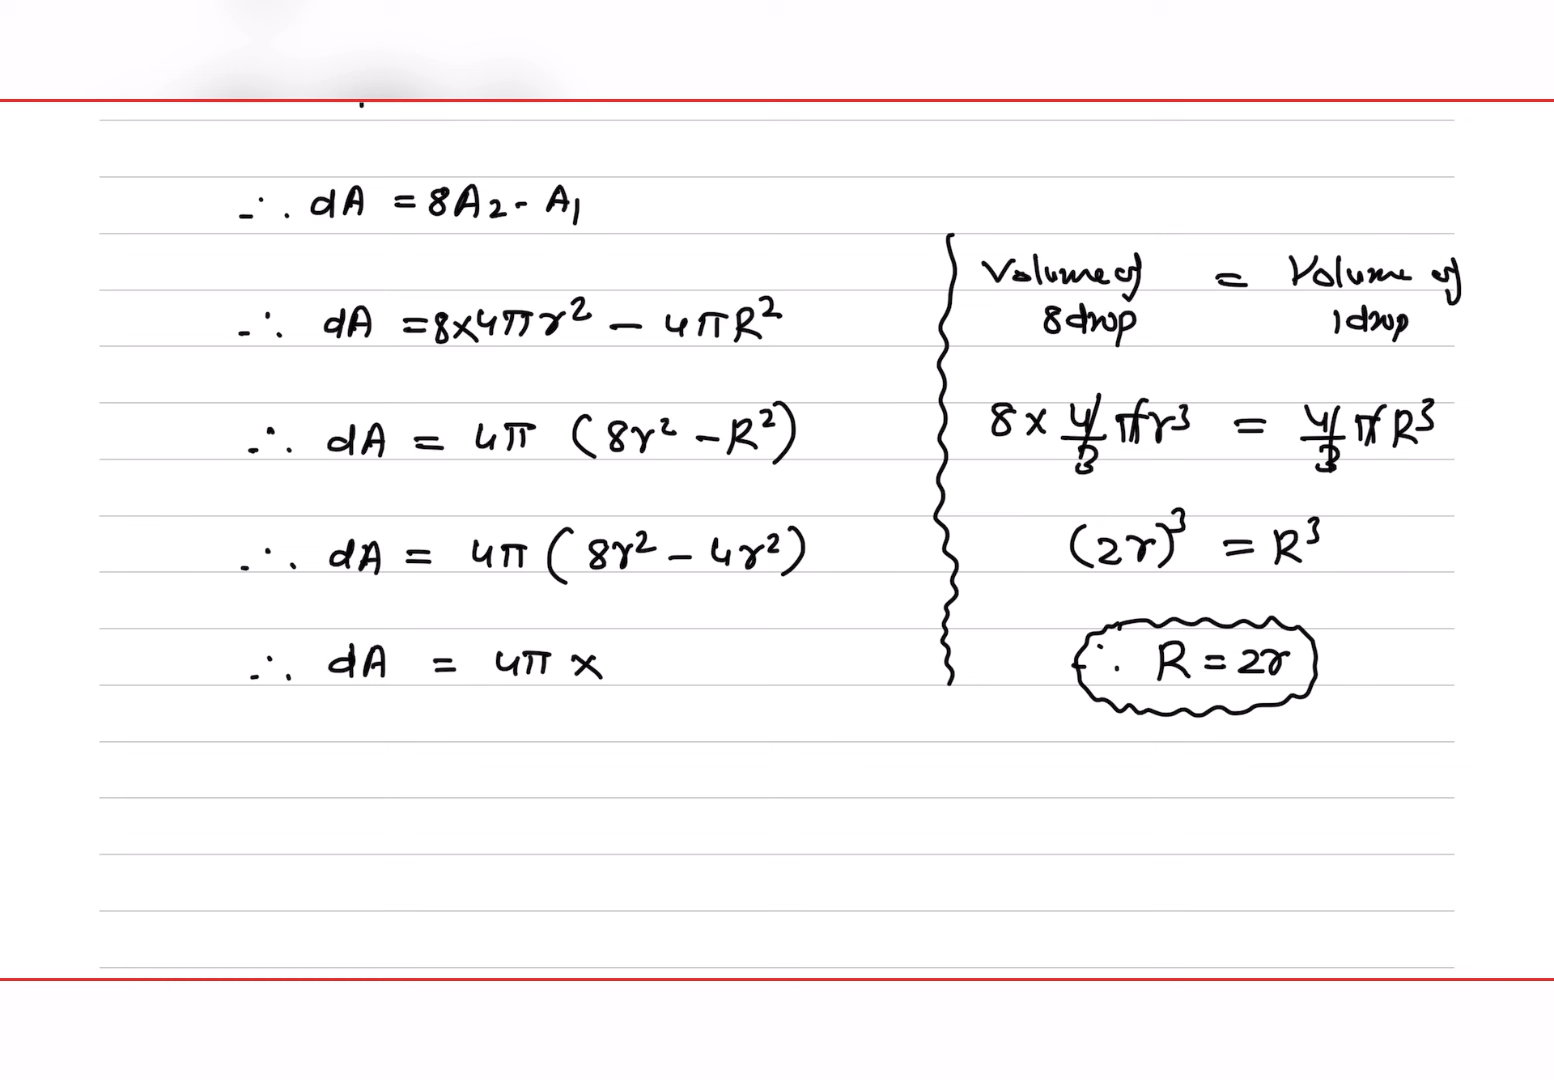 ∴ dA = 8A₂ - A₁
∴ dA = 8×4πr² - 4πR²
∴ dA = 4π (8r² - R²)
∴ dA = 4π (8r² - 4r²)
∴ dA = 4π ×
Volume of = Volume of
8 drop 1 drop
8 × 4/3 πr³ = 4/3 πR³
(2r)³ = R³
∴ R = 2r